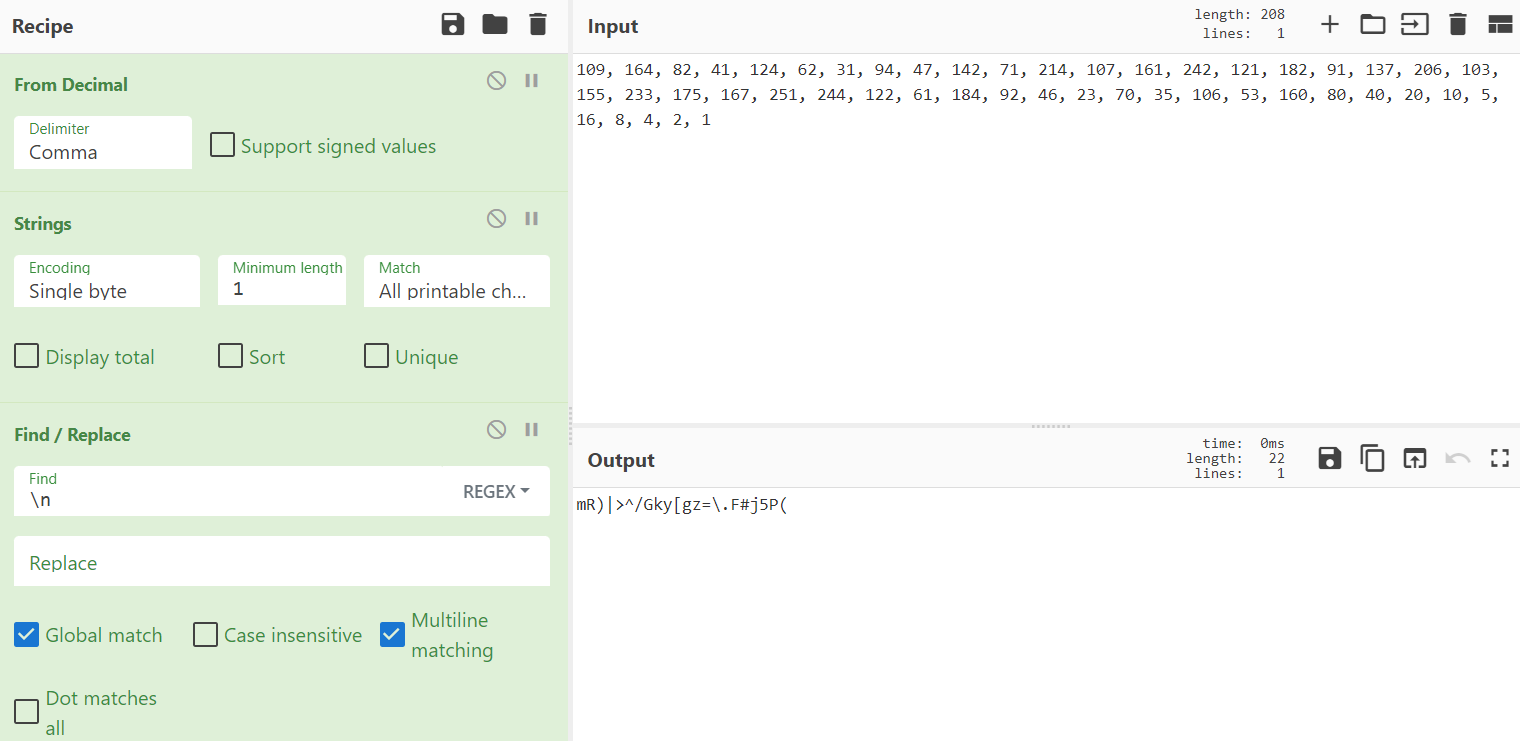 Recipe
From Decimal
Delimiter
Comma
Support signed values
Strings
Encoding
Single byte
Minimum length
1
Match
All printable ch...
Display total
Sort
Unique
Find / Replace
Find
\n
REGEX
Replace
Global match
Case insensitive
Multiline
matching
Dot matches
all
Input
length: 208
lines: 1
109, 164, 82, 41, 124, 62, 31, 94, 47, 142, 71, 214, 107, 161, 242, 121, 182, 91, 137, 206, 103,
155, 233, 175, 167, 251, 244, 122, 61, 184, 92, 46, 23, 70, 35, 106, 53, 160, 80, 40, 20, 10, 5,
16, 8, 4, 2, 1
Output
time: 0ms
length: 22
lines: 1
mR)|>^/Gky[gz=\.F#j5P(